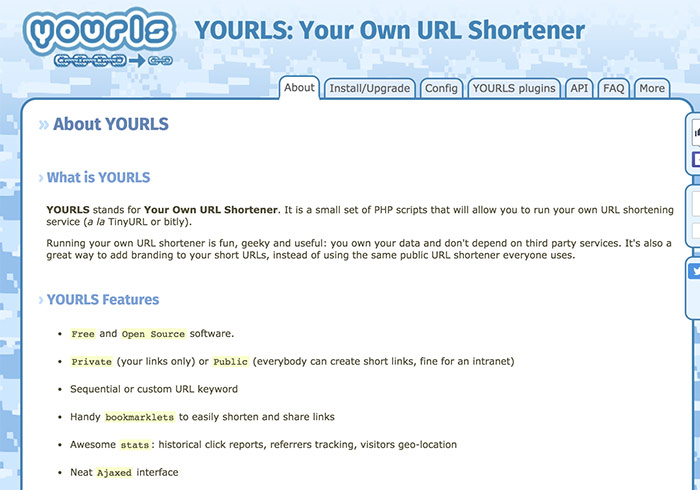 yourls
YOURLS: Your Own URL Shortener
About
Install/Upgrade
Config
YOURLS plugins
API
FAQ
More
» About YOURLS
› What is YOURLS
YOURLS stands for Your Own URL Shortener. It is a small set of PHP scripts that will allow you to run your own URL shortening
service (a la TinyURL or bitly).
Running your own URL shortener is fun, geeky and useful: you own your data and don't depend on third party services. It's also a
great way to add branding to your short URLs, instead of using the same public URL shortener everyone uses.
› YOURLS Features
• Free and Open Source software.
• Private (your links only) or Public (everybody can create short links, fine for an intranet)
• Sequential or custom URL keyword
• Handy bookmarklets to easily shorten and share links
• Awesome stats: historical click reports, referrers tracking, visitors geo-location
• Neat Ajaxed interface